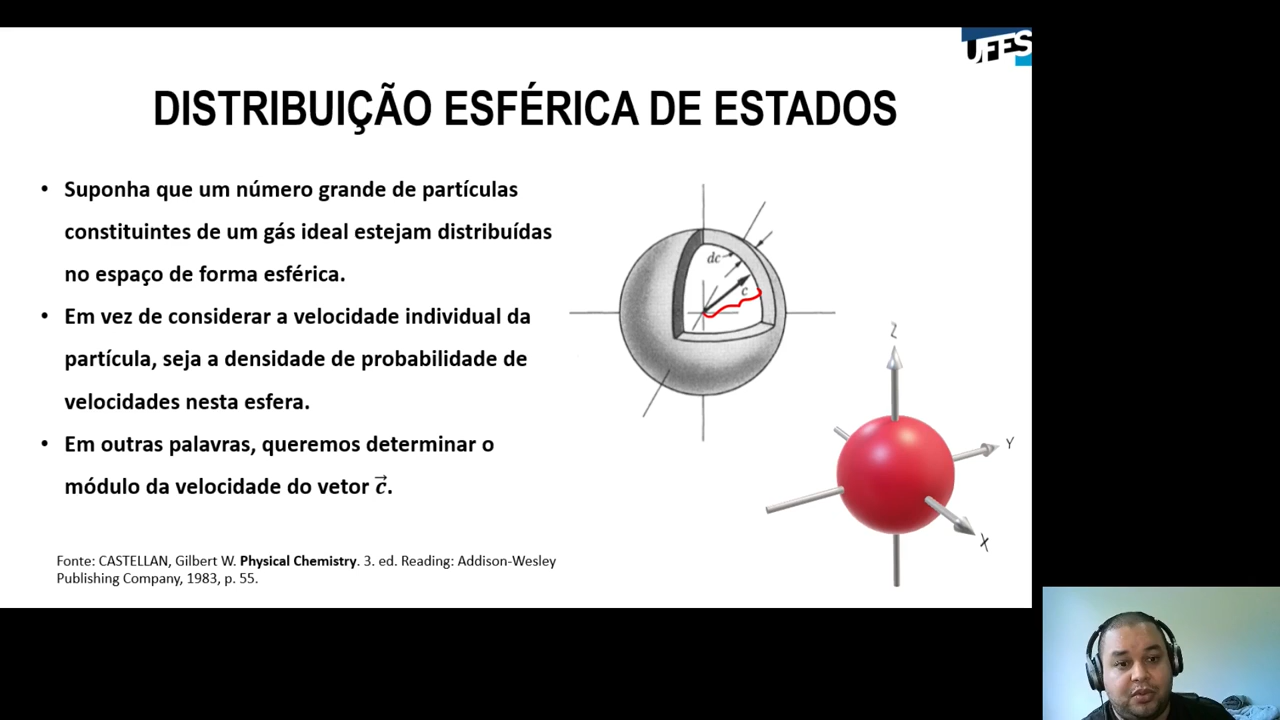 UFES
DISTRIBUIÇÃO ESFÉRICA DE ESTADOS
• Suponha que um número grande de partículas
constituintes de um gás ideal estejam distribuídas
no espaço de forma esférica.
• Em vez de considerar a velocidade individual da
partícula, seja a densidade de probabilidade de
velocidades nesta esfera.
• Em outras palavras, queremos determinar o
módulo da velocidade do vetor c⃗.
dc
c
Z
Y
X
Fonte: CASTELLAN, Gilbert W. Physical Chemistry. 3. ed. Reading: Addison-Wesley
Publishing Company, 1983, p. 55.